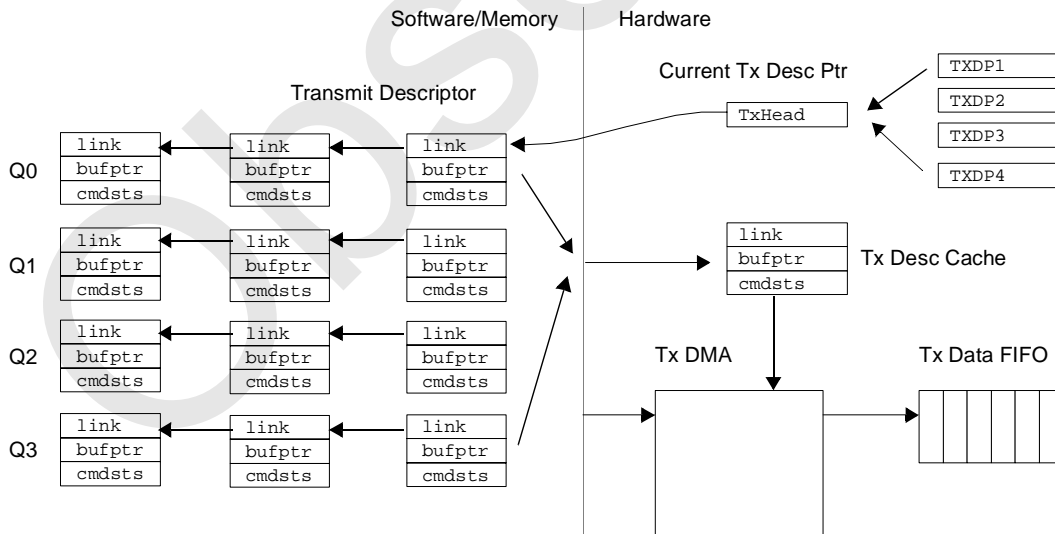 Software/Memory
Hardware
Current Tx Desc Ptr
TXDP1
TXDP2
TXDP3
TXDP4
TxHead
Transmit Descriptor
Q0
link
bufptr
cmdsts
link
bufptr
cmdsts
link
bufptr
cmdsts
Q1
link
bufptr
cmdsts
link
bufptr
cmdsts
link
bufptr
cmdsts
Q2
link
bufptr
cmdsts
link
bufptr
cmdsts
link
bufptr
cmdsts
Q3
link
bufptr
cmdsts
link
bufptr
cmdsts
link
bufptr
cmdsts
link
bufptr
cmdsts
Tx Desc Cache
Tx DMA
Tx Data FIFO
Obs